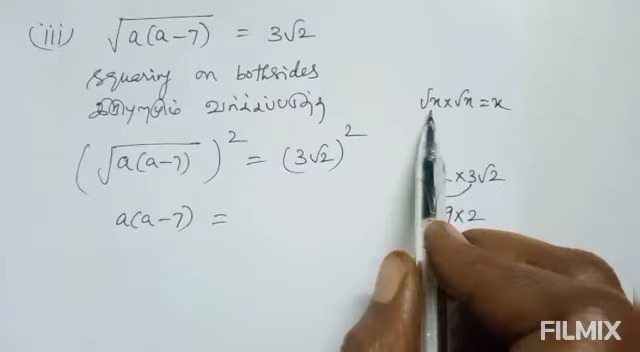 (iii) √a(a-7) = 3√2
squaring on bothsides
(√a(a-7))² = (3√2)²
a(a-7) =
√x×√x = x
×3√2
9×2
FILMIX